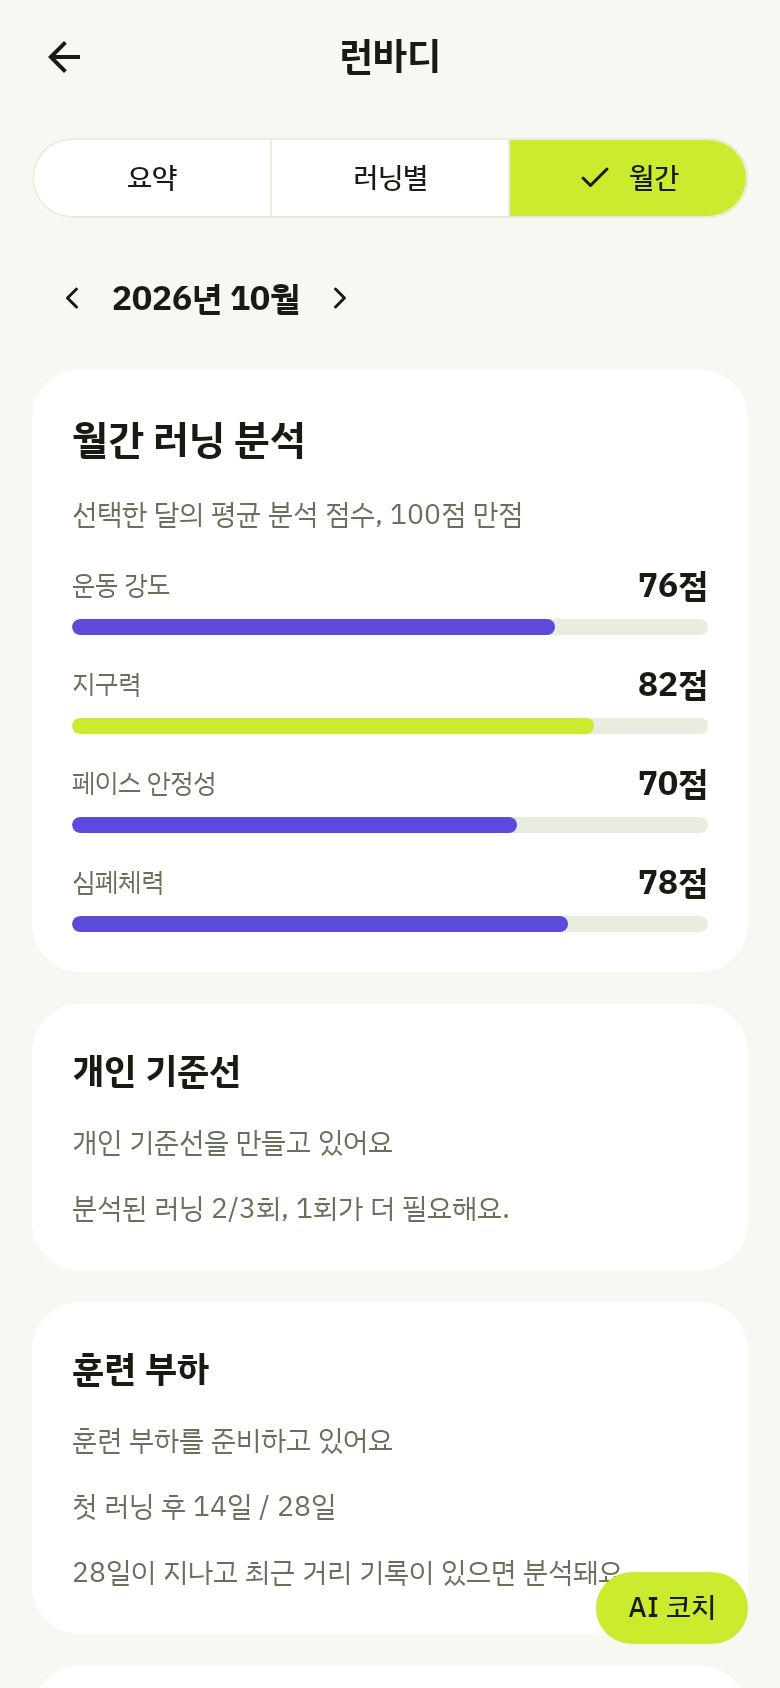 런바디
요약
러닝별
월간
2026년 10월
월간 러닝 분석
선택한 달의 평균 분석 점수, 100점 만점
운동 강도 76점
지구력 82점
페이스 안정성 70점
심폐체력 78점
개인 기준선
개인 기준선을 만들고 있어요
분석된 러닝 2/3회, 1회가 더 필요해요.
훈련 부하
훈련 부하를 준비하고 있어요
첫 러닝 후 14일 / 28일
28일이 지나고 최근 거리 기록이 있으면 분석돼요
AI 코치